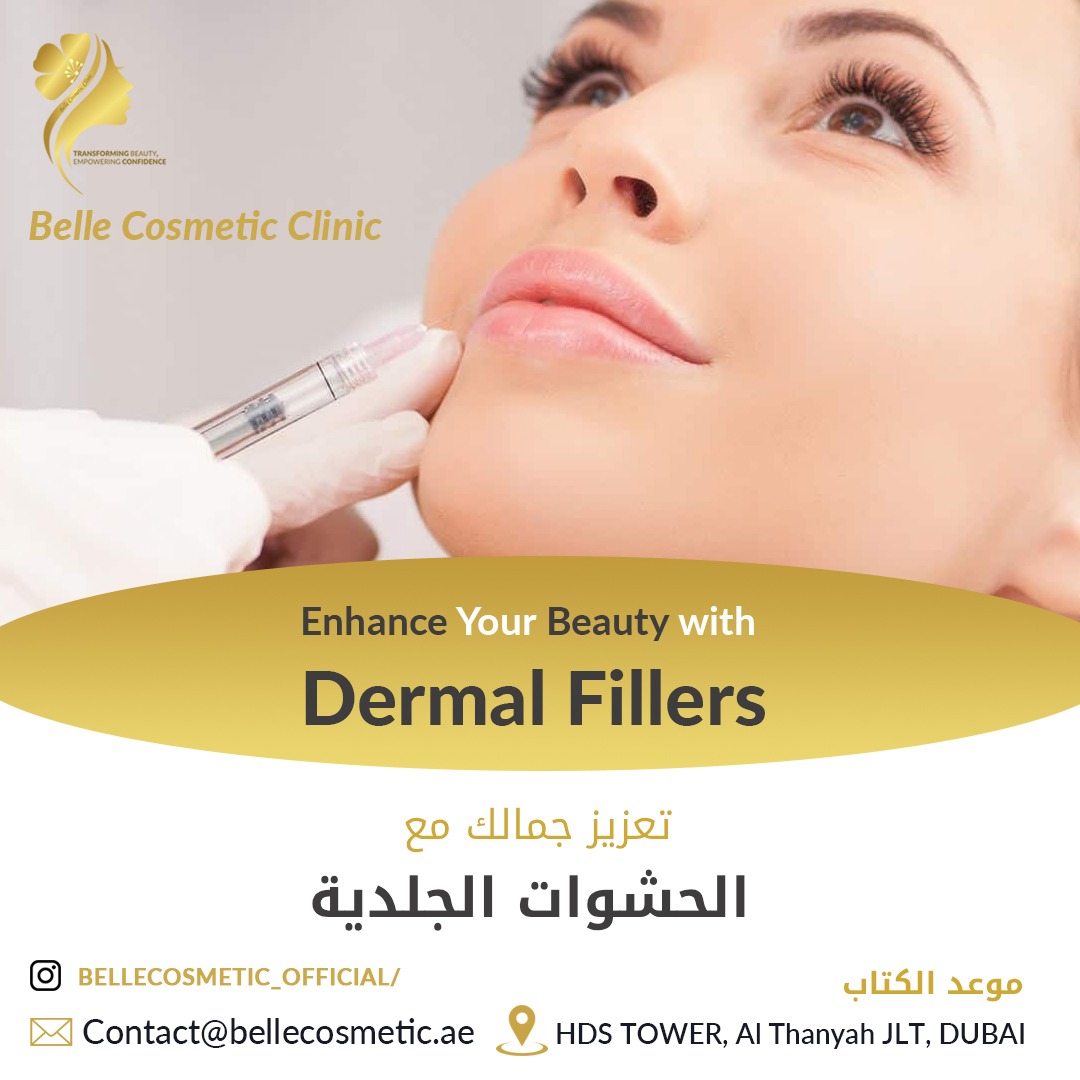 TRANSFORMING BEAUTY,
EMPOWERING CONFIDENCE
Belle Cosmetic Clinic
Enhance Your Beauty with
Dermal Fillers
تعزيز جمالك مع
الحشوات الجلدية
BELLECOSMETIC_OFFICIAL/
موعد الكتاب
Contact@bellecosmetic.ae
HDS TOWER, Al Thanyah JLT, DUBAI